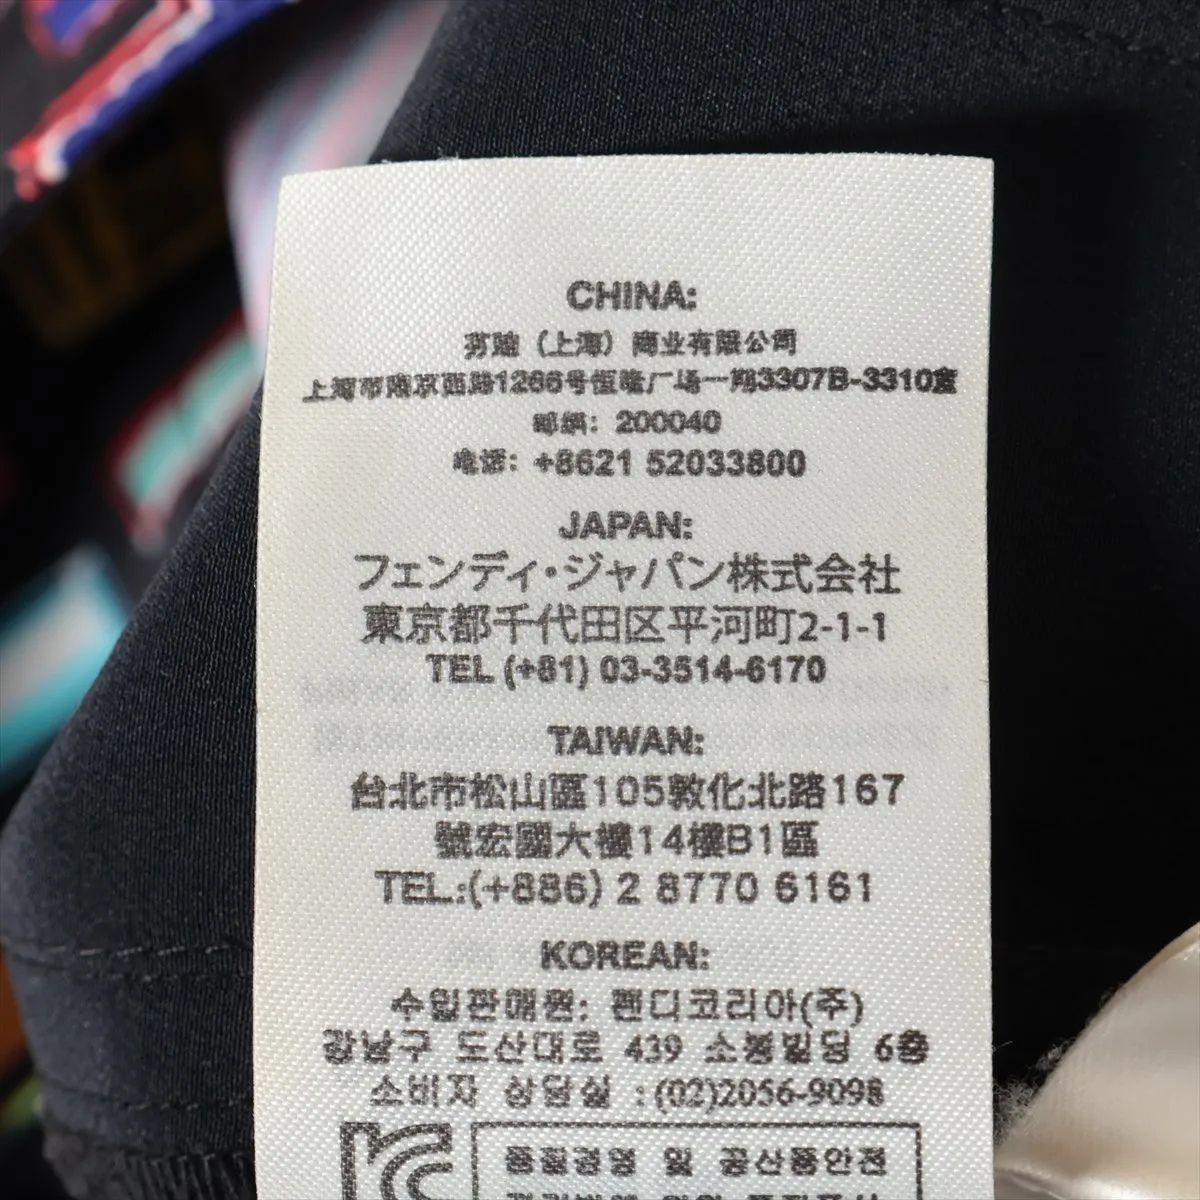 CHINA:
芬迪（上海）商业有限公司
上海市南京西路1266号恒隆广场一期3307B-3310室
邮编：200040
电话：+8621 52033800
JAPAN:
フェンディ・ジャパン株式会社
東京都千代田区平河町2-1-1
TEL (+81) 03-3514-6170
TAIWAN:
台北市松山區105敦化北路167
號宏國大樓14樓B1區
TEL.:(+886) 2 8770 6161
KOREAN:
수입판매원: 펜디코리아(주)
강남구 도산대로 439 소봉빌딩 6층
소비자 상담실 :(02)2056-9098
품질경영 및 공산품안전